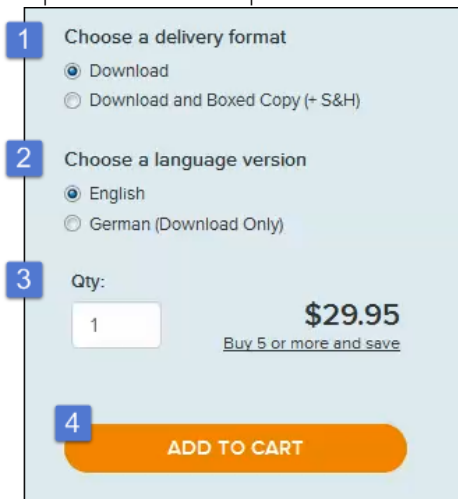 1 Choose a delivery format
Download
Download and Boxed Copy (+ S&H)
2 Choose a language version
English
German (Download Only)
3 Qty:
1 $29.95
Buy 5 or more and save
4
ADD TO CART